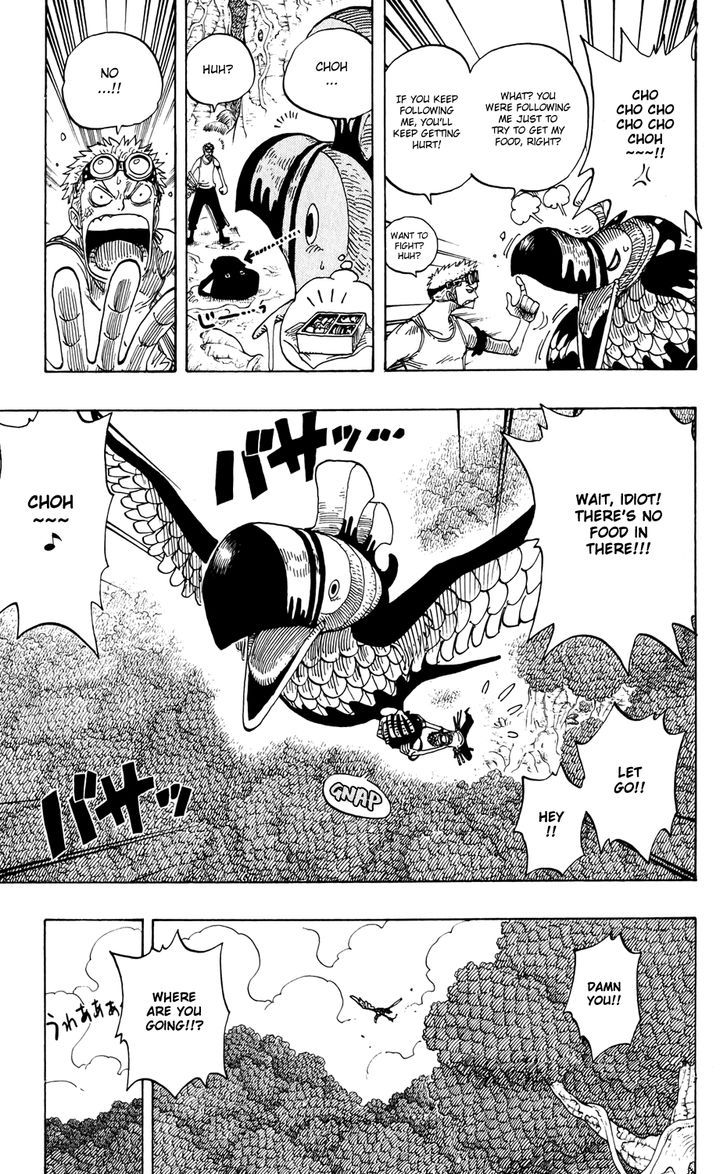 CHO
CHO CHO
CHO CHO
CHOH
~~~!!
WHAT? YOU
WERE FOLLOWING
ME JUST TO
TRY TO GET MY
FOOD, RIGHT?
IF YOU KEEP
FOLLOWING
ME, YOU'LL
KEEP GETTING
HURT!
WANT TO
FIGHT?
HUH?
CHOH
...
HUH?
NO
...!!
WAIT, IDIOT!
THERE'S NO
FOOD IN
THERE!!!
バサッ…
CHOH
~~~
♪
LET
GO!!
HEY
!!
GNAP
バサッ
DAMN
YOU!!
WHERE
ARE YOU
GOING!!?
うわあああ